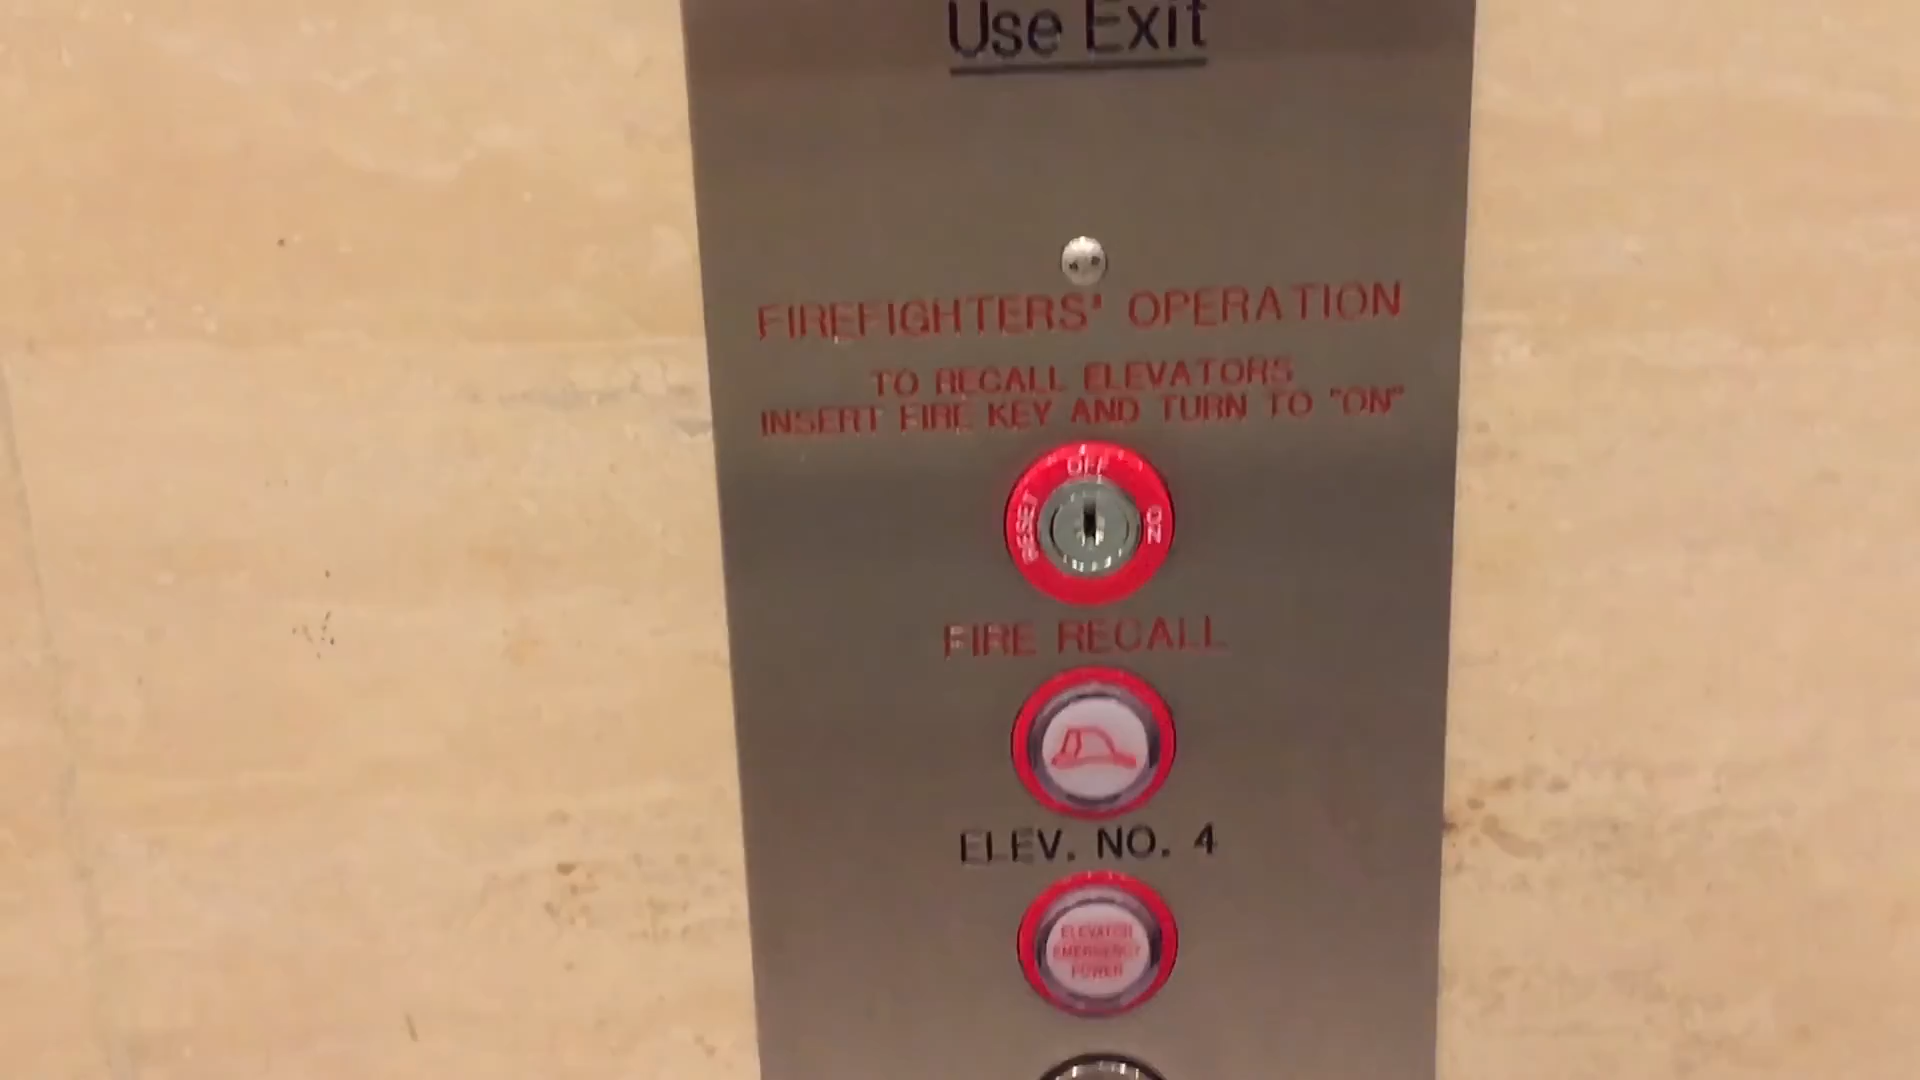 Use Exit
FIREFIGHTERS' OPERATION
TO RECALL ELEVATORS
INSERT FIRE KEY AND TURN TO "ON"
OFF
RESET
ON
FIRE RECALL
ELEV. NO. 4
ELEVATOR
EMERGENCY
POWER